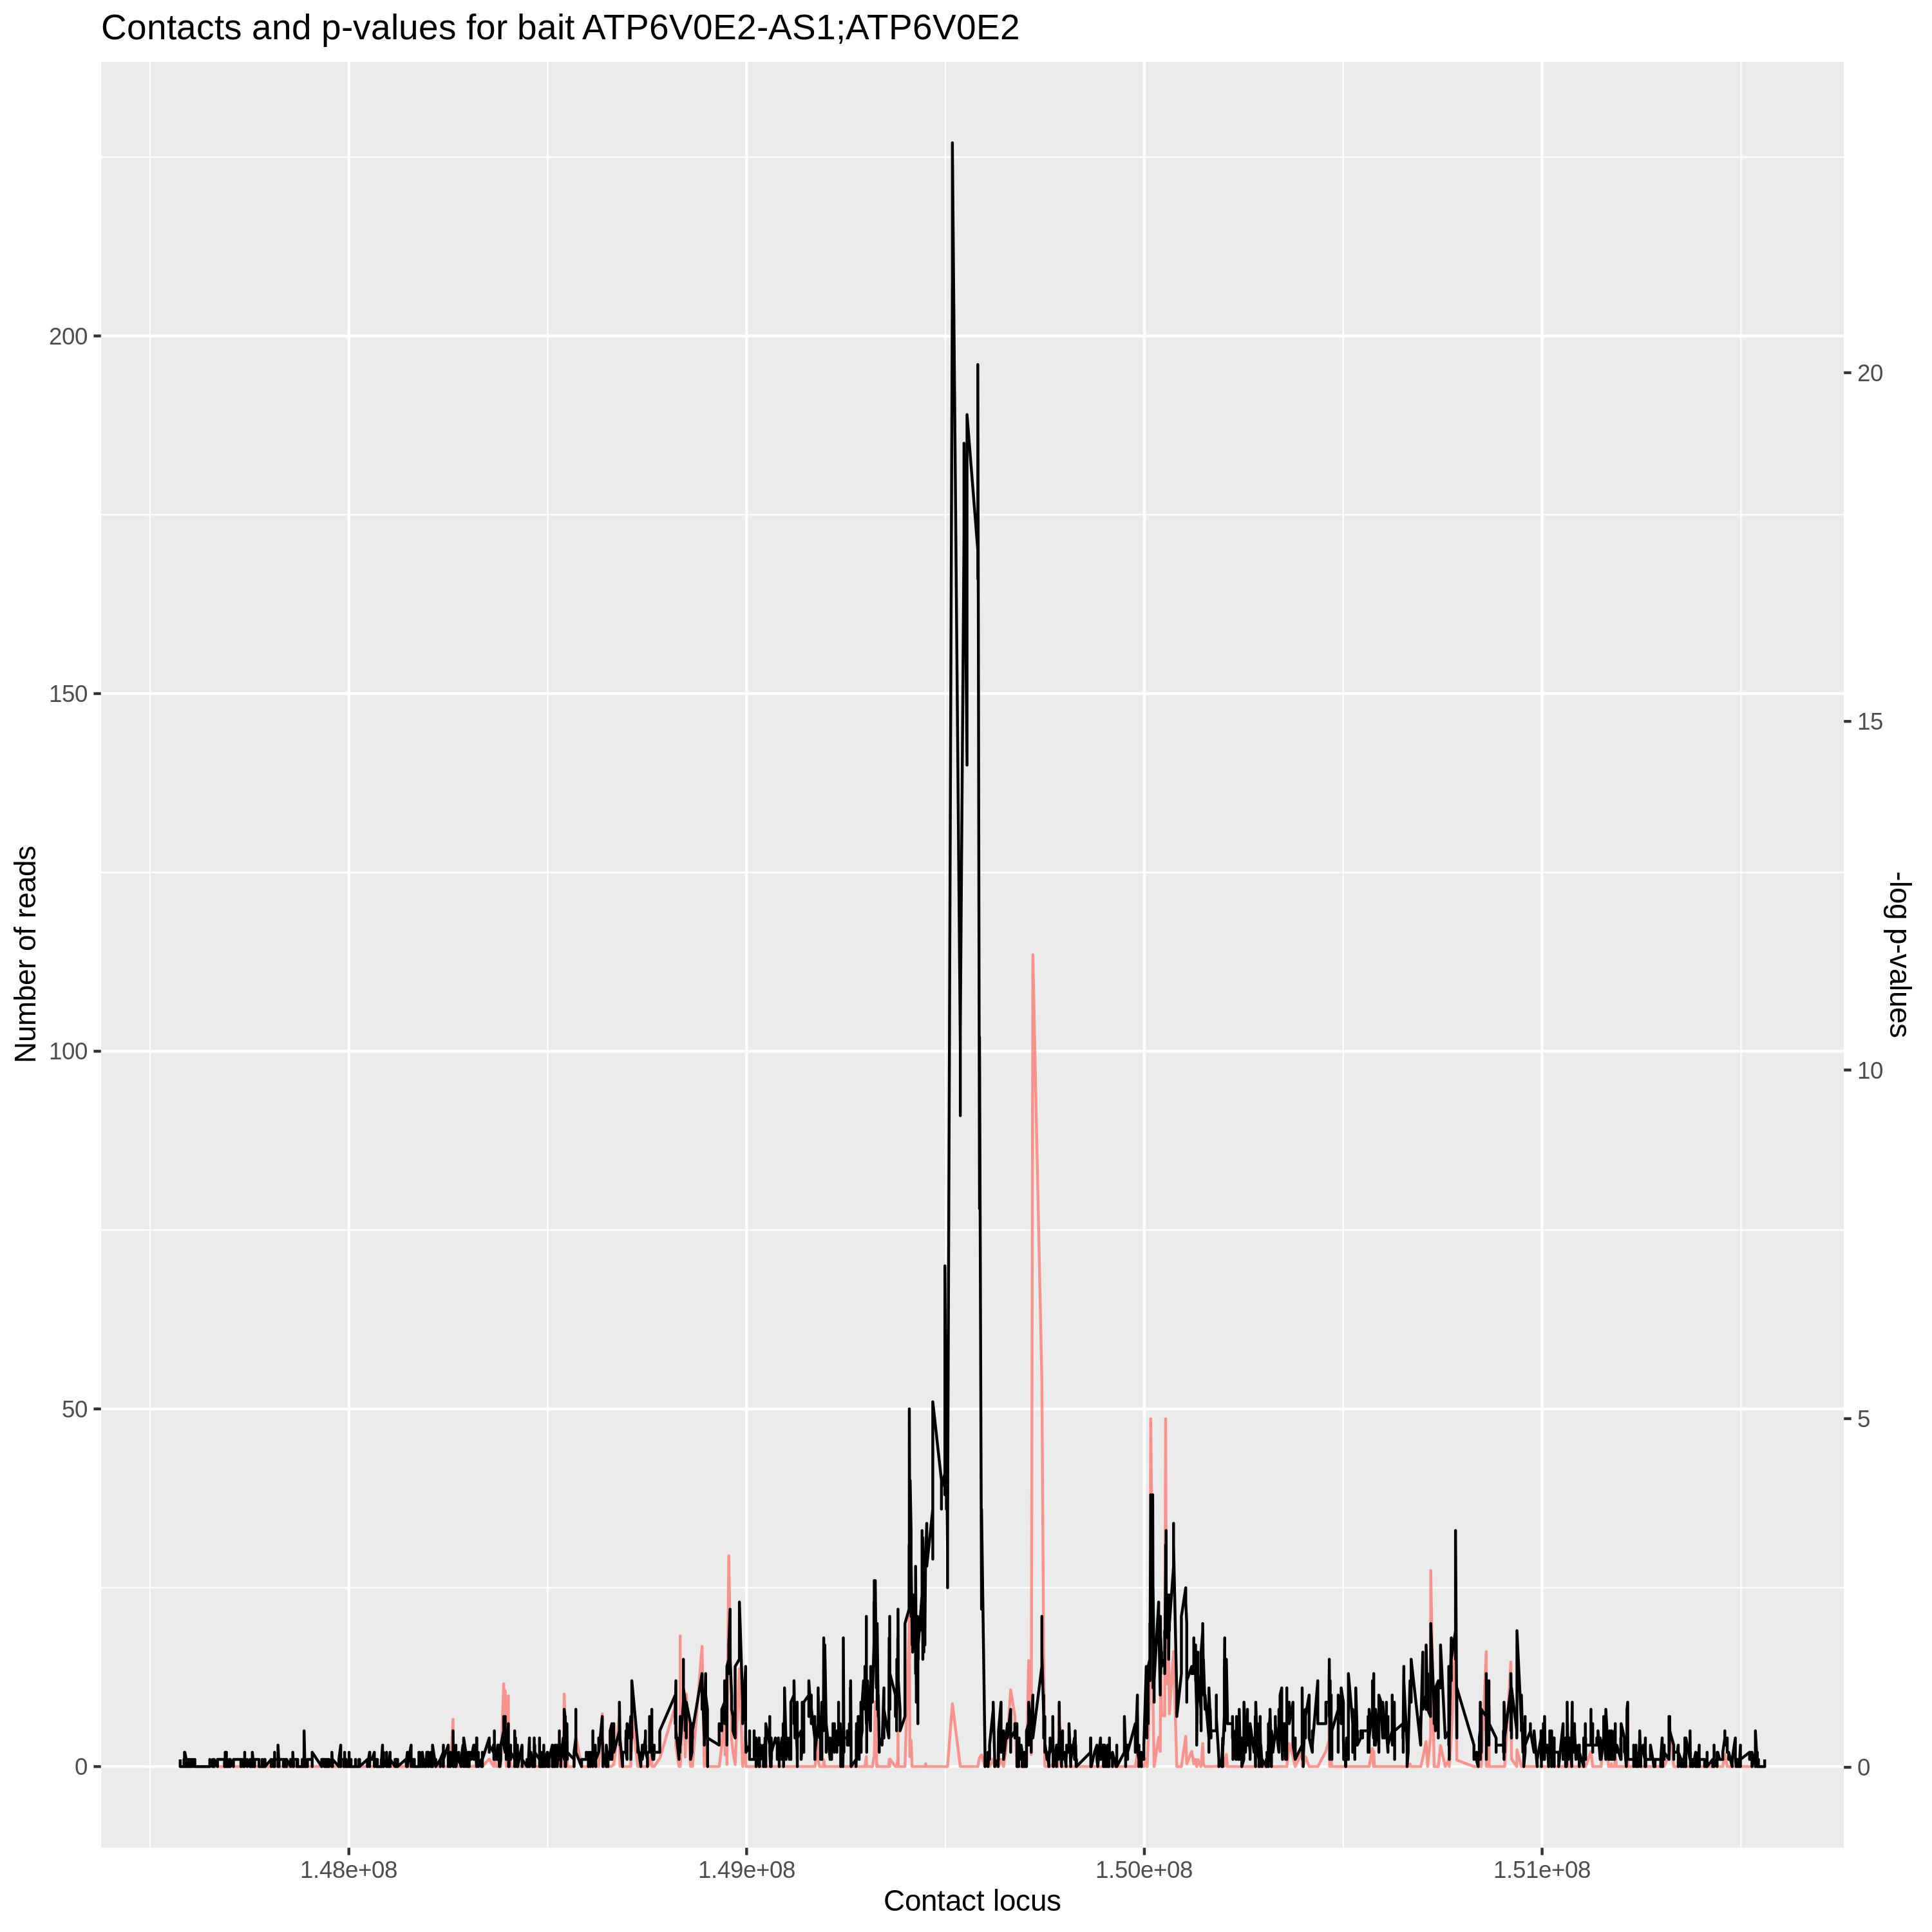 Contacts and p-values for bait ATP6V0E2-AS1;ATP6V0E2
Number of reads
200
150
100
50
0
20
15
10
5
0
-log p-values
1.48e+08
1.49e+08
1.50e+08
1.51e+08
Contact locus